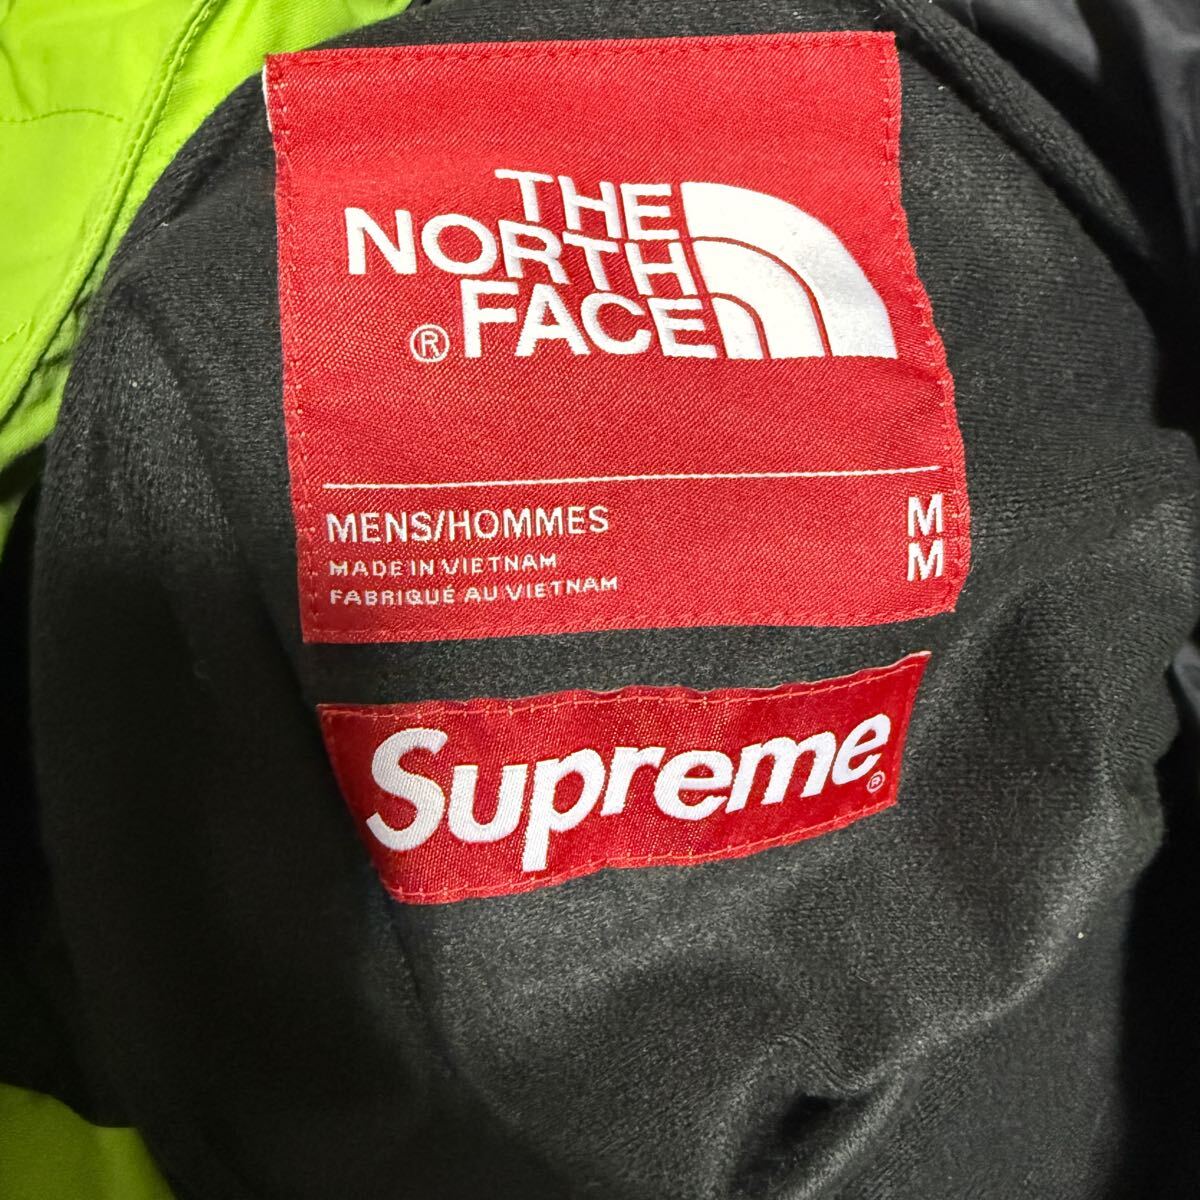 THE
NORTH
® FACE
MENS/HOMMES M
MADE IN VIETNAM M
FABRIQUÉ AU VIETNAM
Supreme®